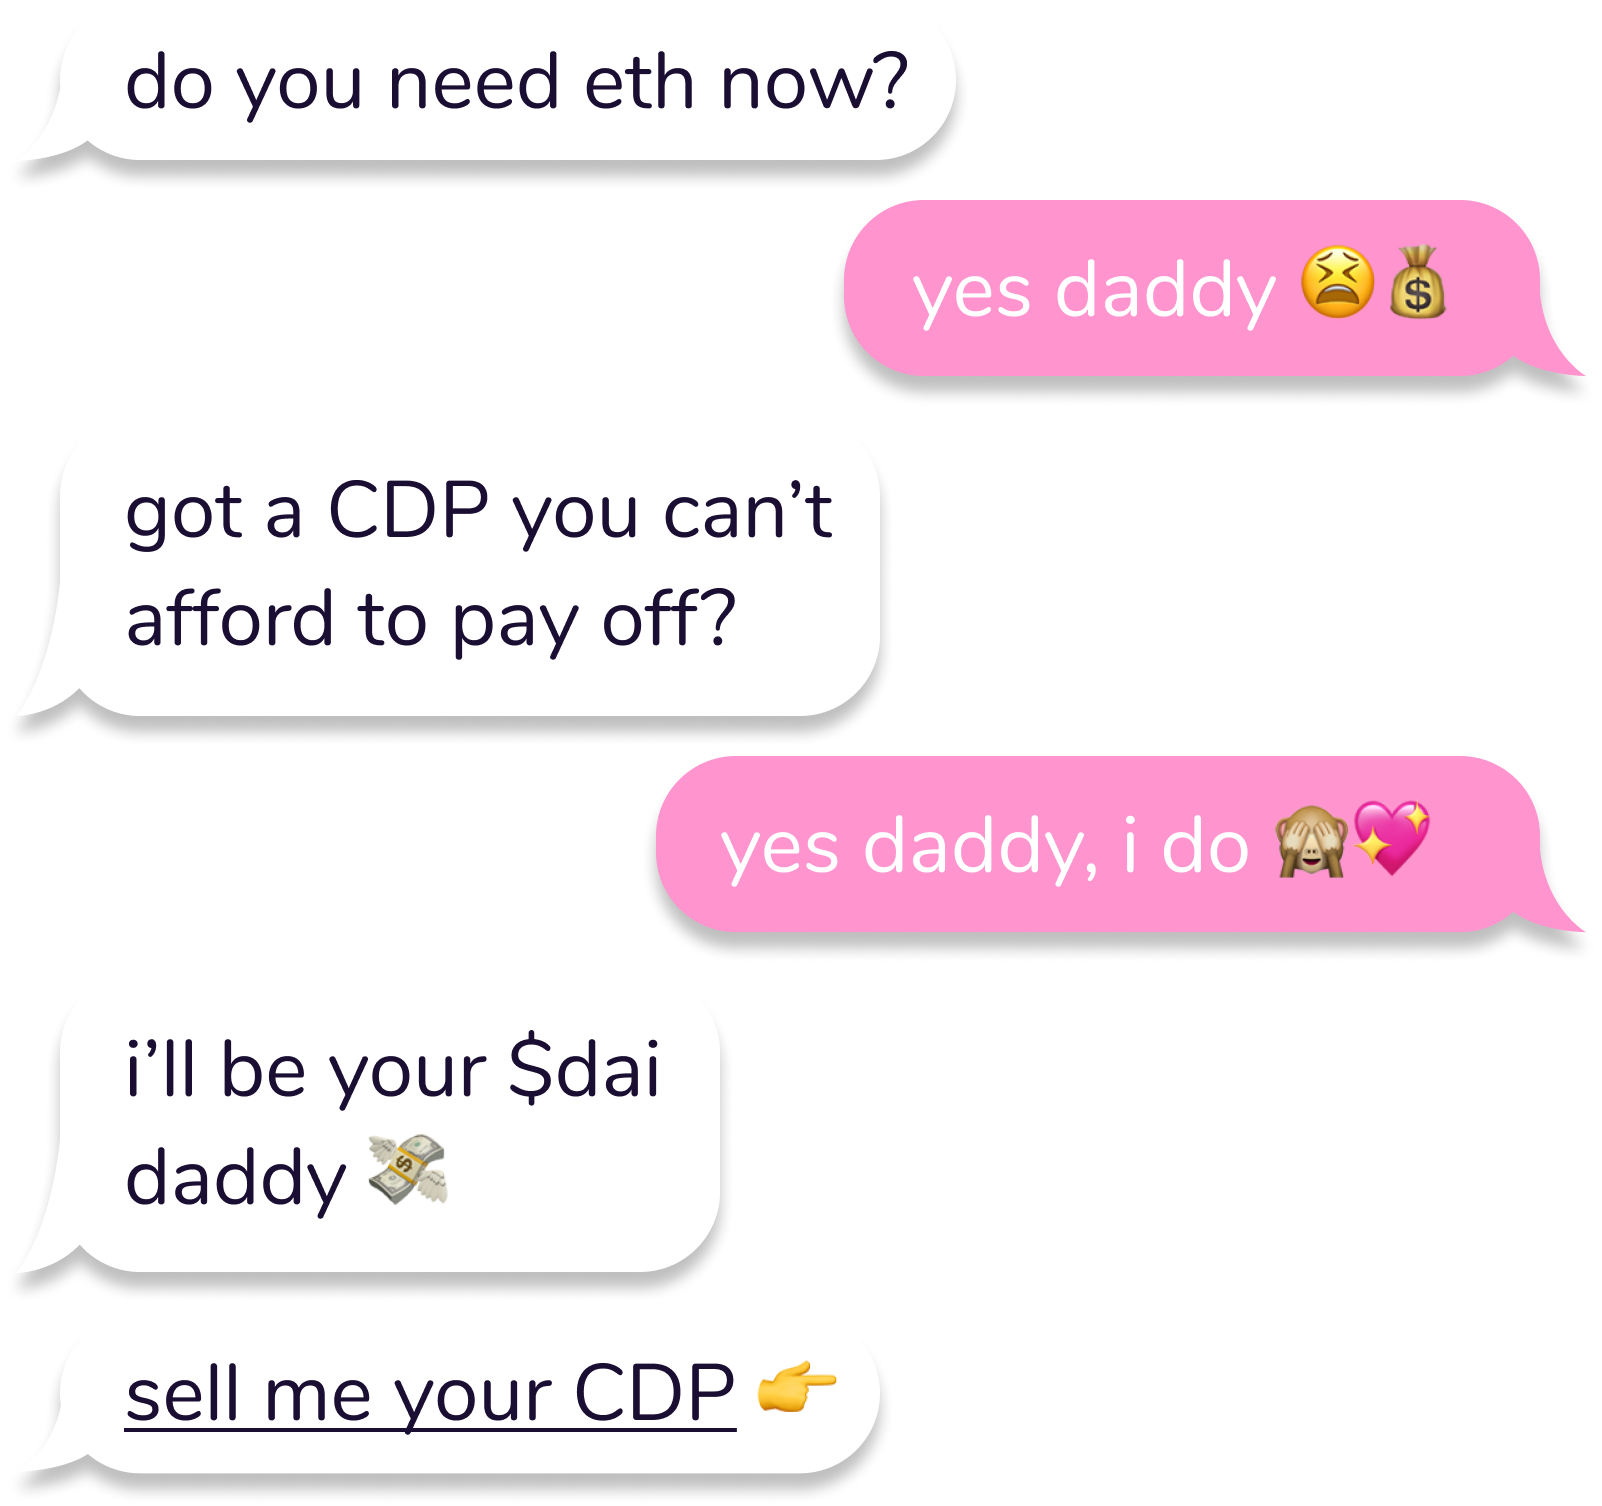 do you need eth now?
yes daddy 😫💰
got a CDP you can’t
afford to pay off?
yes daddy, i do 🙈💖
i’ll be your $dai
daddy 💸
sell me your CDP 👉